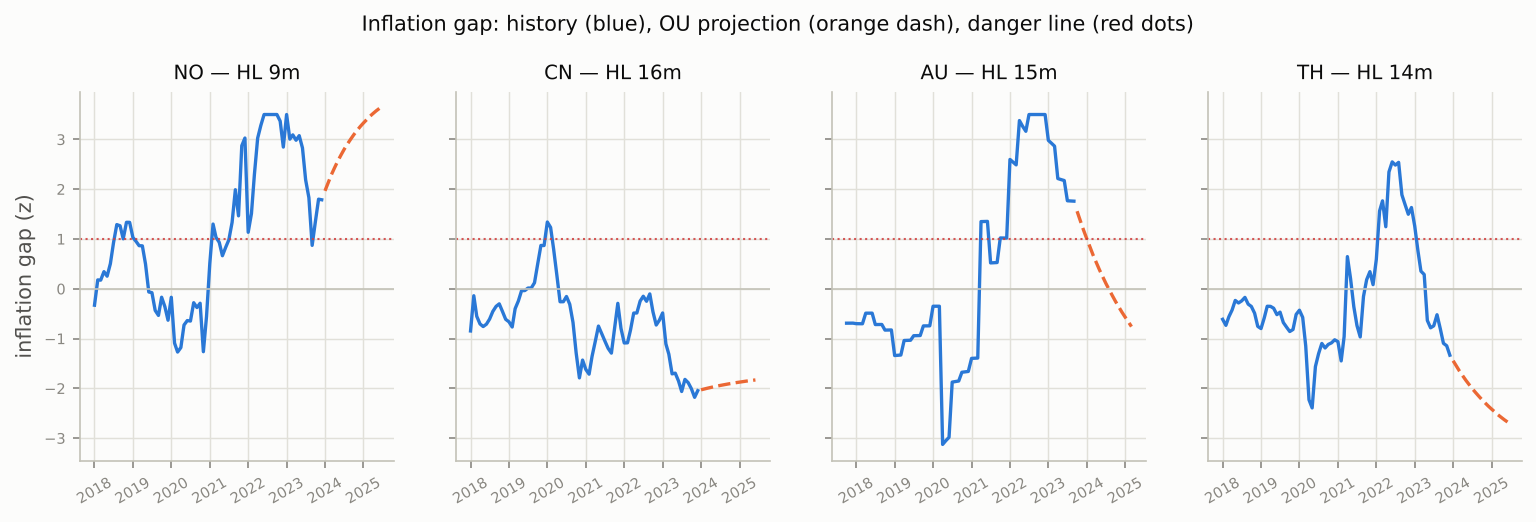 Inflation gap: history (blue), OU projection (orange dash), danger line (red dots)
NO — HL 9m
CN — HL 16m
AU — HL 15m
TH — HL 14m
inflation gap (z)
3
2
1
0
−1
−2
−3
2018 2019 2020 2021 2022 2023 2024 2025
2018 2019 2020 2021 2022 2023 2024 2025
2018 2019 2020 2021 2022 2023 2024 2025
2018 2019 2020 2021 2022 2023 2024 2025